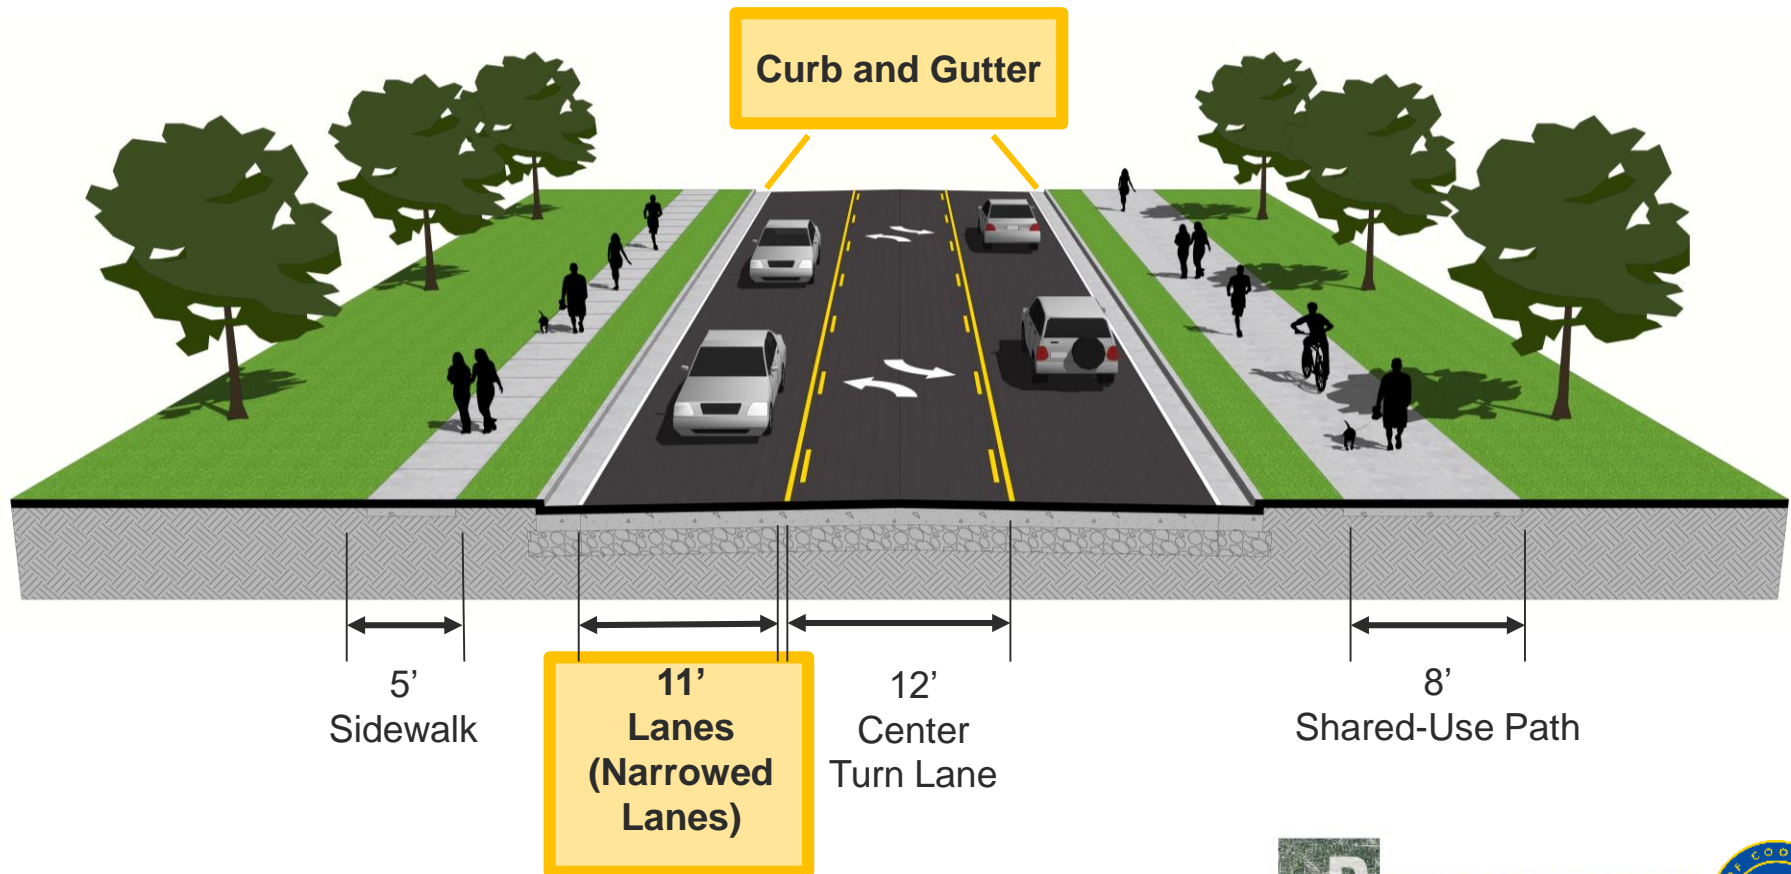 Curb and Gutter
5’
Sidewalk
11’
Lanes
(Narrowed
Lanes)
12’
Center
Turn Lane
8’
Shared-Use Path